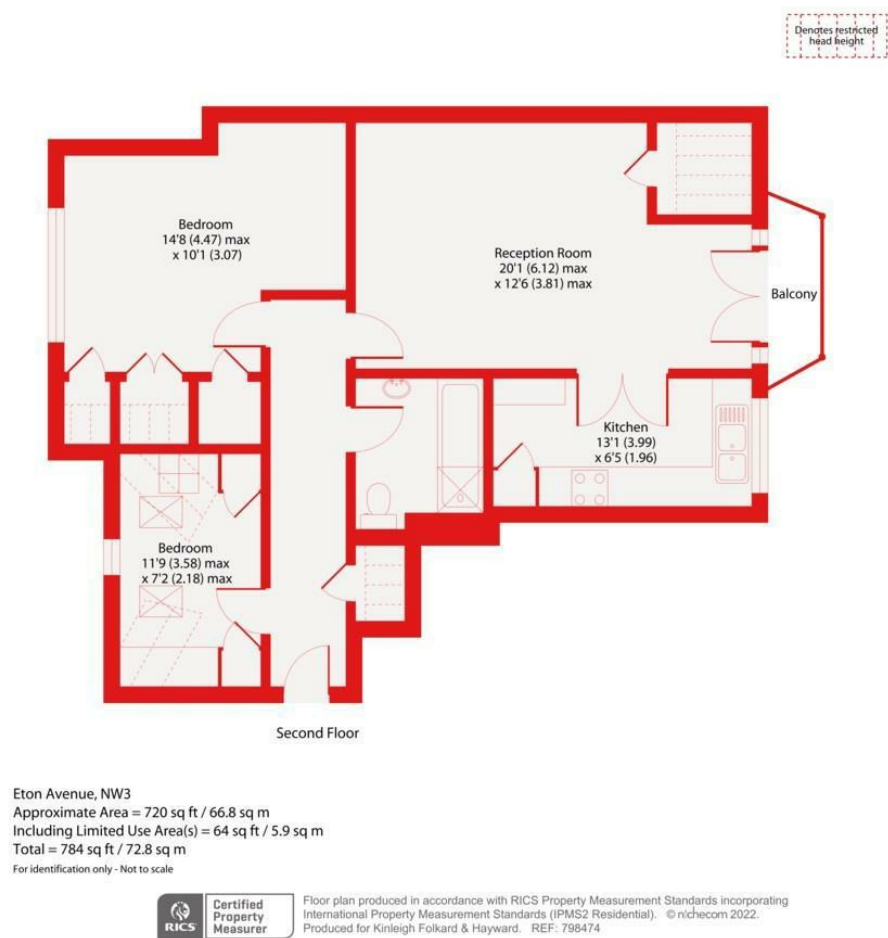 Denotes restricted
head height
Bedroom
14'8 (4.47) max
x 10'1 (3.07)
Reception Room
20'1 (6.12) max
x 12'6 (3.81) max
Balcony
Kitchen
13'1 (3.99)
x 6'5 (1.96)
Bedroom
11'9 (3.58) max
x 7'2 (2.18) max
Second Floor
Eton Avenue, NW3
Approximate Area = 720 sq ft / 66.8 sq m
Including Limited Use Area(s) = 64 sq ft / 5.9 sq m
Total = 784 sq ft / 72.8 sq m
For identification only - Not to scale
RICS
Certified
Property
Measurer
Floor plan produced in accordance with RICS Property Measurement Standards incorporating
International Property Measurement Standards (IPMS2 Residential). © nichecom 2022.
Produced for Kinleigh Folkard & Hayward. REF: 798474